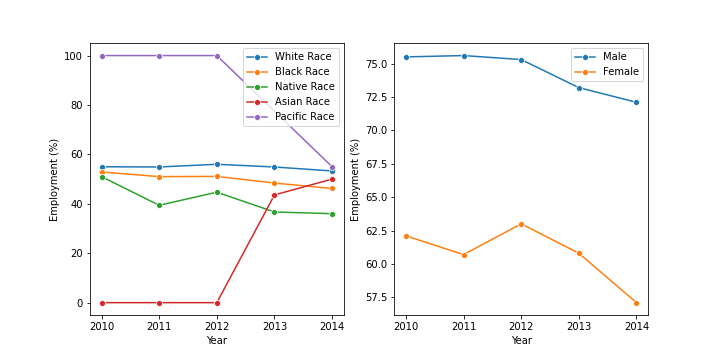 100
80
60
40
20
0
Employment (%)
2010 2011 2012 2013 2014
Year
White Race
Black Race
Native Race
Asian Race
Pacific Race
75.0
72.5
70.0
67.5
65.0
62.5
60.0
57.5
Employment (%)
2010 2011 2012 2013 2014
Year
Male
Female